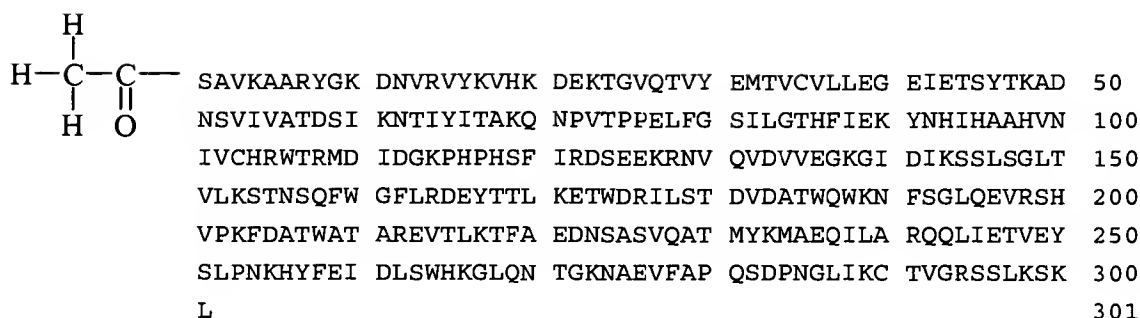 H
H—C—C— SAVKAARYGK DNVRVYKVHK DEKTGVQTVY EMTVCVLLEG EIETSYTKAD 50
H O NSVIVATDSI KNTIYITAKQ NPVTPPELFG SILGTHFIEK YNHIHAAHVN 100
IVCHRWTRMD IDGKPHPHSF IRDSEEKRNV QVDVVEGKGI DIKSSLSGLT 150
VLKSTNSQFW GFLRDEYTTL KETWDRILST DVDATWQWKN FSGLQEVRSH 200
VPKFDATWAT AREVTLKTFA EDNSASVQAT MYKMAEQILA RQQLIETVEY 250
SLPNKHYFEI DLSWHKGLQN TGKNAEVFAP QSDPNGLIKC TVGRSSLKSK 300
L 301